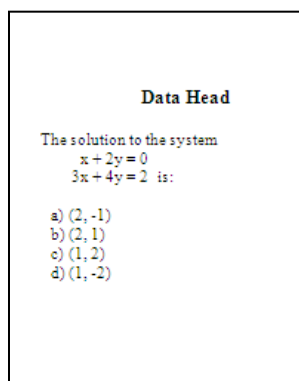 Data Head
The solution to the system
x + 2y = 0
3x + 4y = 2 is:
a) (2, -1)
b) (2, 1)
c) (1, 2)
d) (1, -2)